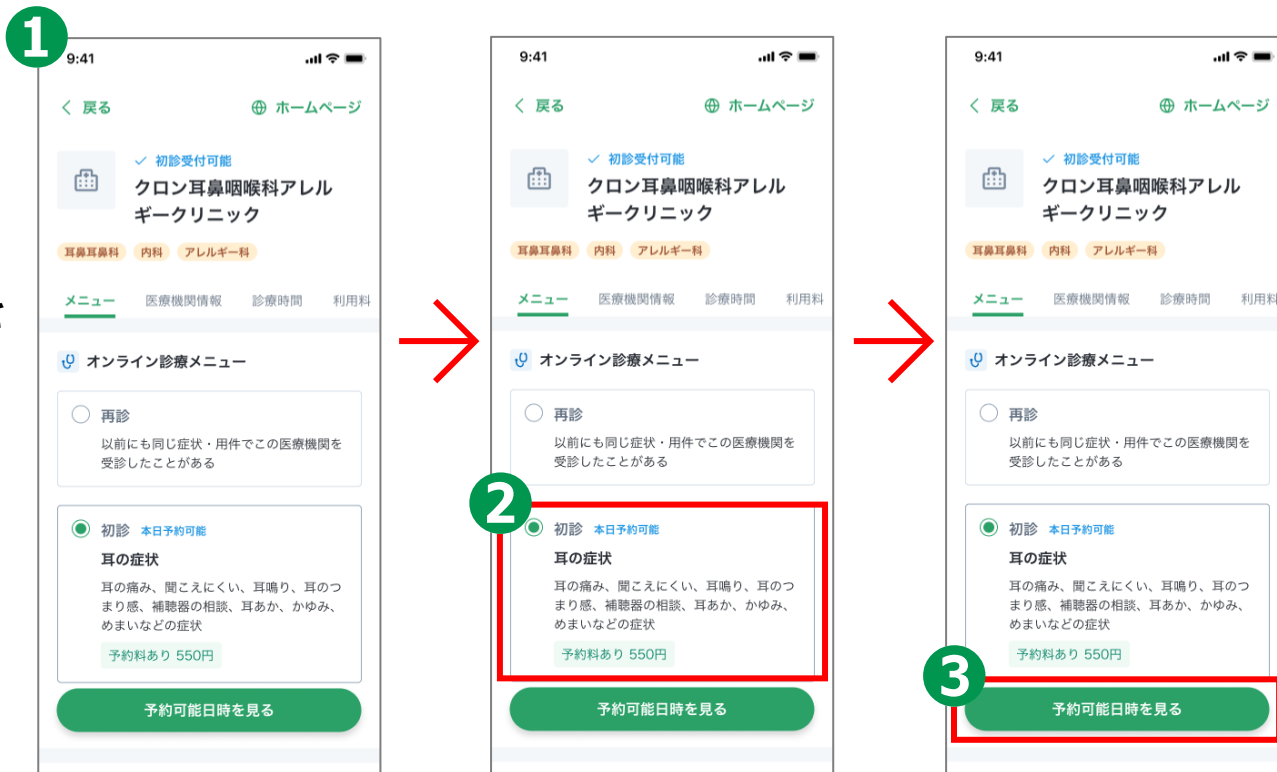 1
9:41
戻る
ホームページ
初診受付可能
クロン耳鼻咽喉科アレル
ギークリニック
耳鼻耳鼻科 内科 アレルギー科
メニュー 医療機関情報 診療時間 利用料
オンライン診療メニュー
再診
以前にも同じ症状・用件でこの医療機関を
受診したことがある
初診 本日予約可能
耳の症状
耳の痛み、聞こえにくい、耳鳴り、耳のつ
まり感、補聴器の相談、耳あか、かゆみ、
めまいなどの症状
予約料あり 550円
予約可能日時を見る
9:41
戻る
ホームページ
初診受付可能
クロン耳鼻咽喉科アレル
ギークリニック
耳鼻耳鼻科 内科 アレルギー科
メニュー 医療機関情報 診療時間 利用料
オンライン診療メニュー
再診
以前にも同じ症状・用件でこの医療機関を
受診したことがある
2
初診 本日予約可能
耳の症状
耳の痛み、聞こえにくい、耳鳴り、耳のつ
まり感、補聴器の相談、耳あか、かゆみ、
めまいなどの症状
予約料あり 550円
予約可能日時を見る
9:41
戻る
ホームページ
初診受付可能
クロン耳鼻咽喉科アレル
ギークリニック
耳鼻耳鼻科 内科 アレルギー科
メニュー 医療機関情報 診療時間 利用料
オンライン診療メニュー
再診
以前にも同じ症状・用件でこの医療機関を
受診したことがある
初診 本日予約可能
耳の症状
耳の痛み、聞こえにくい、耳鳴り、耳のつ
まり感、補聴器の相談、耳あか、かゆみ、
めまいなどの症状
予約料あり 550円
3
予約可能日時を見る